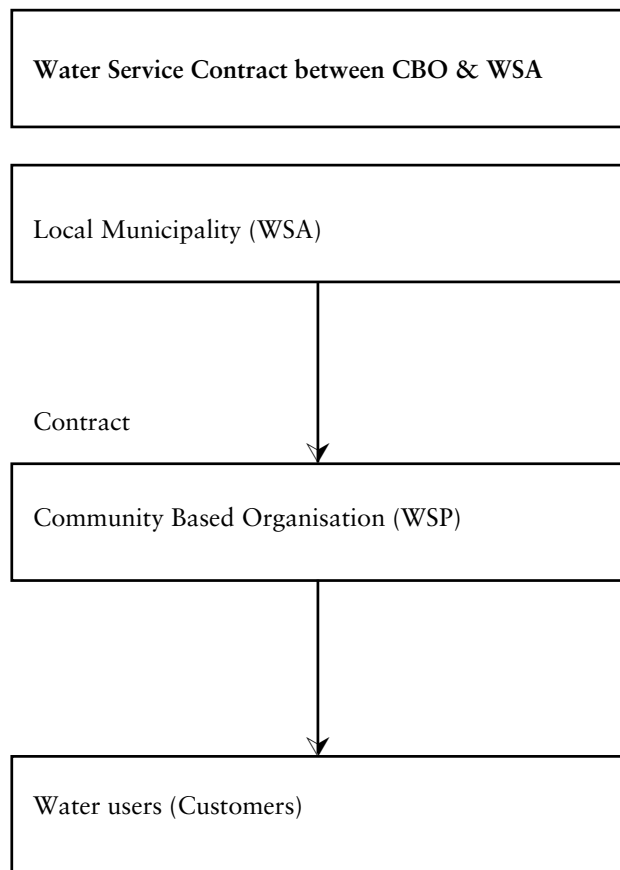 Water Service Contract between CBO & WSA
Local Municipality (WSA)
Contract
Community Based Organisation (WSP)
Water users (Customers)